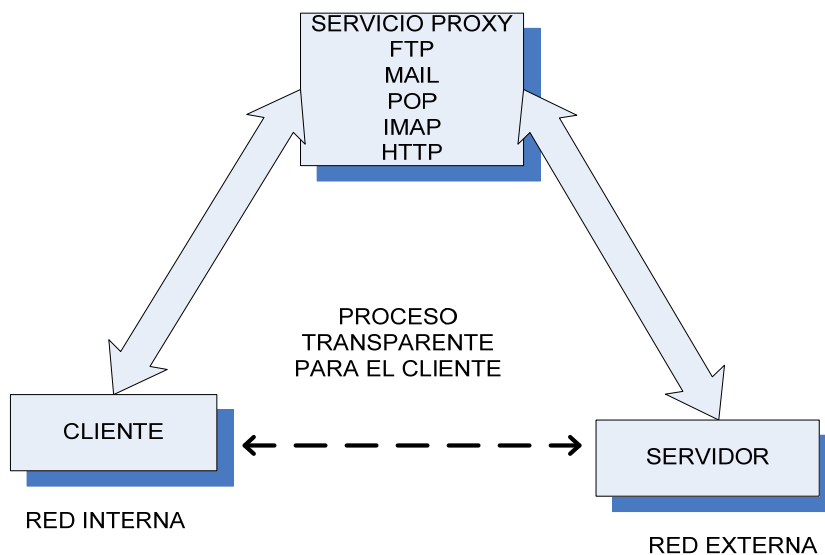 SERVICIO PROXY
FTP
MAIL
POP
IMAP
HTTP
PROCESO
TRANSPARENTE
PARA EL CLIENTE
CLIENTE
SERVIDOR
RED INTERNA
RED EXTERNA